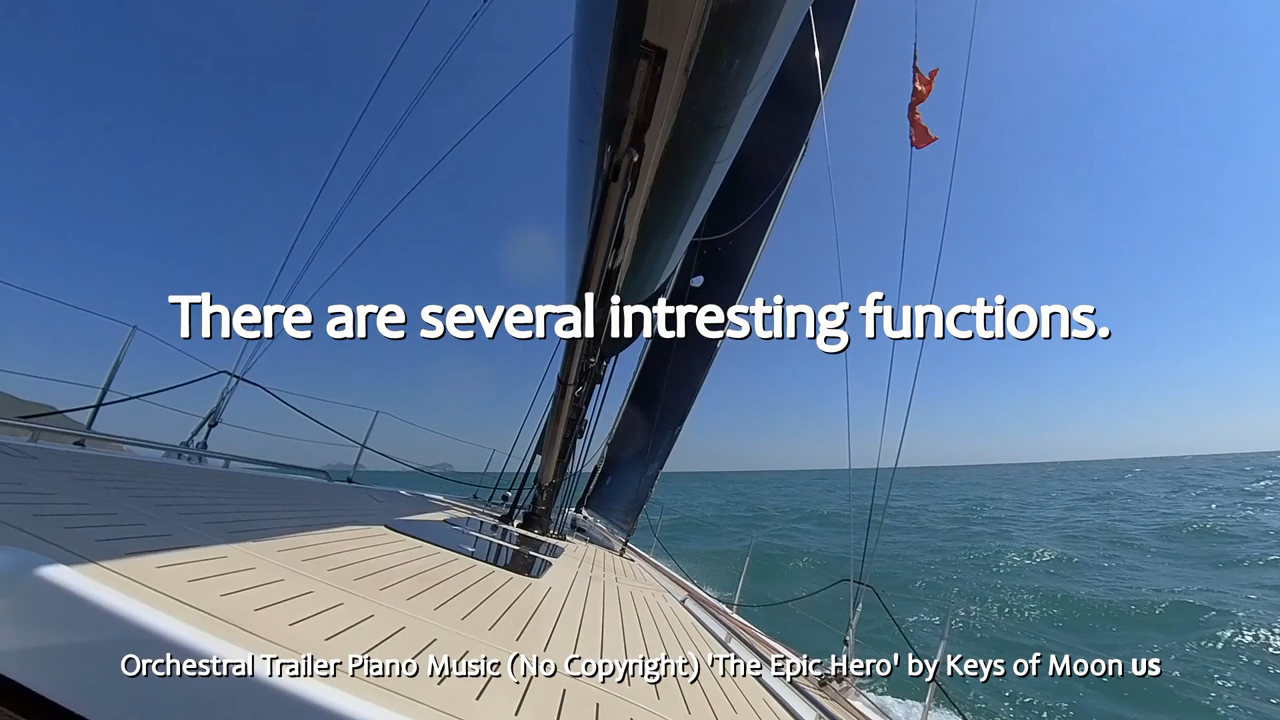 There are several intresting functions.
Orchestral Trailer Piano Music (No Copyright) 'The Epic Hero' by Keys of Moon us